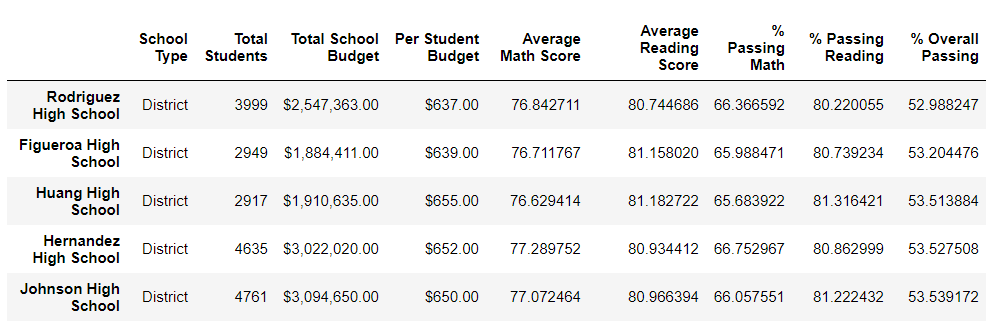 School Type Total Students Total School Budget Per Student Budget Average Math Score Average Reading Score % Passing Math % Passing Reading % Overall Passing
Rodriguez High School District 3999 $2,547,363.00 $637.00 76.842711 80.744686 66.366592 80.220055 52.988247
Figueroa High School District 2949 $1,884,411.00 $639.00 76.711767 81.158020 65.988471 80.739234 53.204476
Huang High School District 2917 $1,910,635.00 $655.00 76.629414 81.182722 65.683922 81.316421 53.513884
Hernandez High School District 4635 $3,022,020.00 $652.00 77.289752 80.934412 66.752967 80.862999 53.527508
Johnson High School District 4761 $3,094,650.00 $650.00 77.072464 80.966394 66.057551 81.222432 53.539172